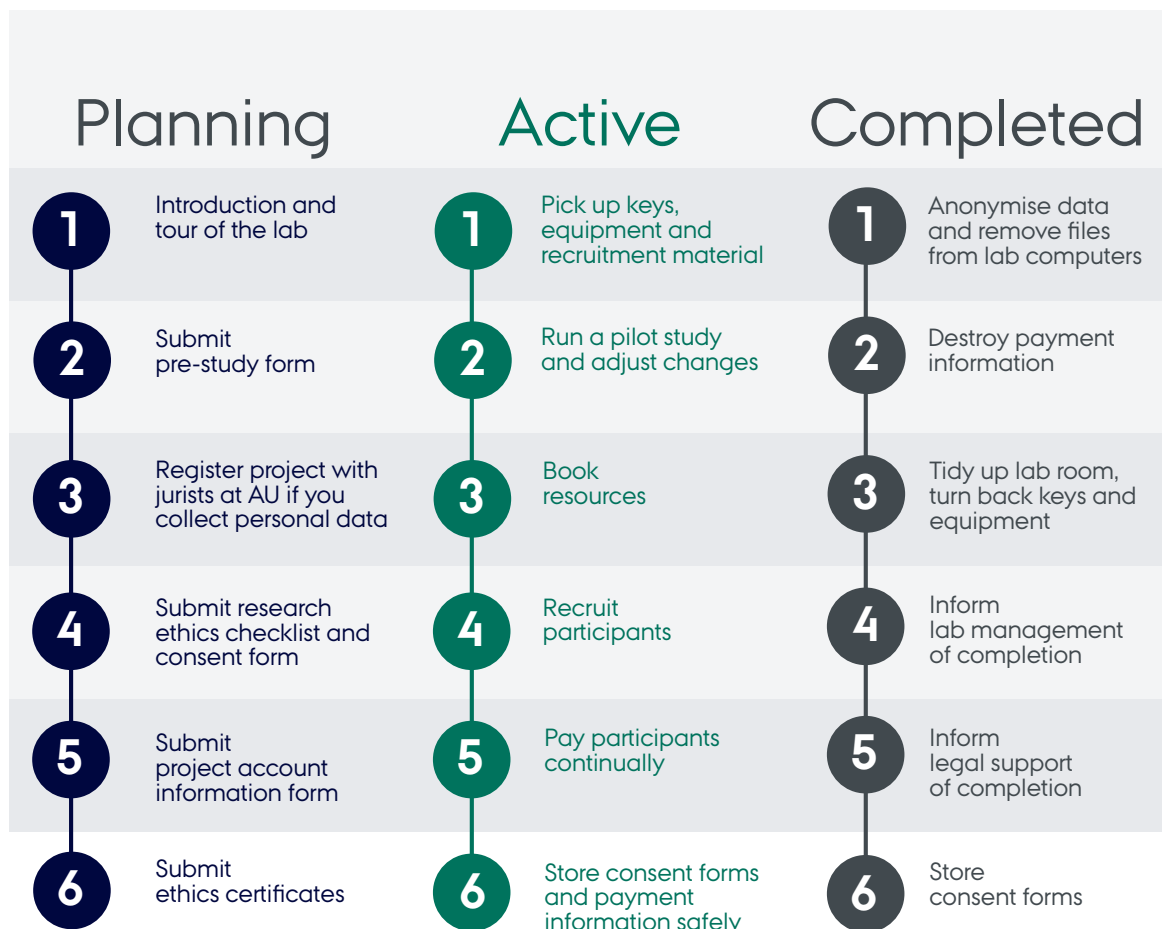 Planning
Active
Completed
1
Introduction and
tour of the lab
1
Pick up keys,
equipment and
recruitment material
1
Anonymise data
and remove files
from lab computers
2
Submit
pre-study form
2
Run a pilot study
and adjust changes
2
Destroy payment
information
3
Register project with
jurists at AU if you
collect personal data
3
Book
resources
3
Tidy up lab room,
turn back keys and
equipment
4
Submit research
ethics checklist and
consent form
4
Recruit
participants
4
Inform
lab management
of completion
5
Submit
project account
information form
5
Pay participants
continually
5
Inform
legal support
of completion
6
Submit
ethics certificates
6
Store consent forms
and payment
information safely
6
Store
consent forms